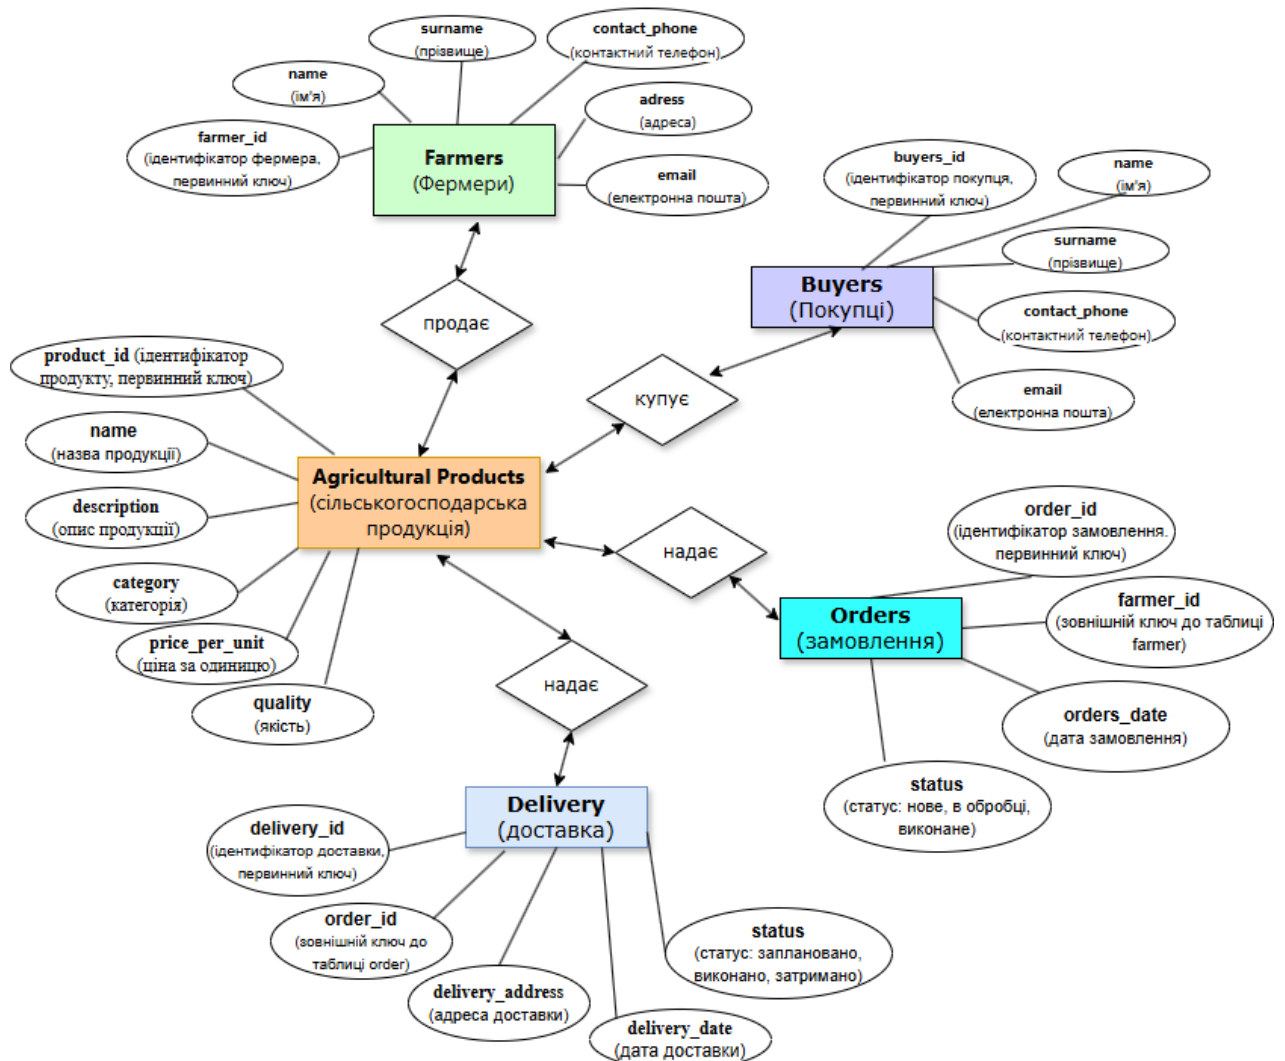 surname
(прізвище)
contact_phone
(контактний телефон)
name
(ім'я)
adress
(адреса)
farmer_id
(ідентифікатор фермера,
первинний ключ)
Farmers
(Фермери)
email
(електронна пошта)
buyers_id
(ідентифікатор покупця,
первинний ключ)
name
(ім'я)
surname
(прізвище)
Buyers
(Покупці)
contact_phone
(контактний телефон)
email
(електронна пошта)
продає
купує
product_id (ідентифікатор
продукту, первинний ключ)
name
(назва продукції)
description
(опис продукції)
Agricultural Products
(сільськогосподарська
продукція)
category
(категорія)
price_per_unit
(ціна за одиницю)
quality
(якість)
надає
order_id
(ідентифікатор замовлення.
первинний ключ)
Orders
(замовлення)
farmer_id
(зовнішній ключ до таблиці
farmer)
orders_date
(дата замовлення)
status
(статус: нове, в обробці,
виконане)
надає
Delivery
(доставка)
delivery_id
(ідентифікатор доставки,
первинний ключ)
order_id
(зовнішній ключ до
таблиці order)
delivery_address
(адреса доставки)
delivery_date
(дата доставки)
status
(статус: заплановано,
виконано, затримано)